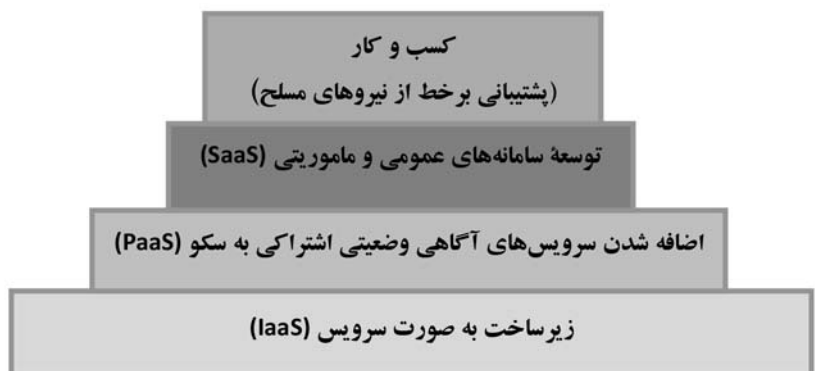 کسب و کار
(پشتیبانی برخط از نیروهای مسلح)
توسعهٔ سامانه‌های عمومی و ماموریتی (SaaS)
اضافه شدن سرویس‌های آگاهی وضعیتی اشتراکی به سکو (PaaS)
زیرساخت به صورت سرویس (IaaS)